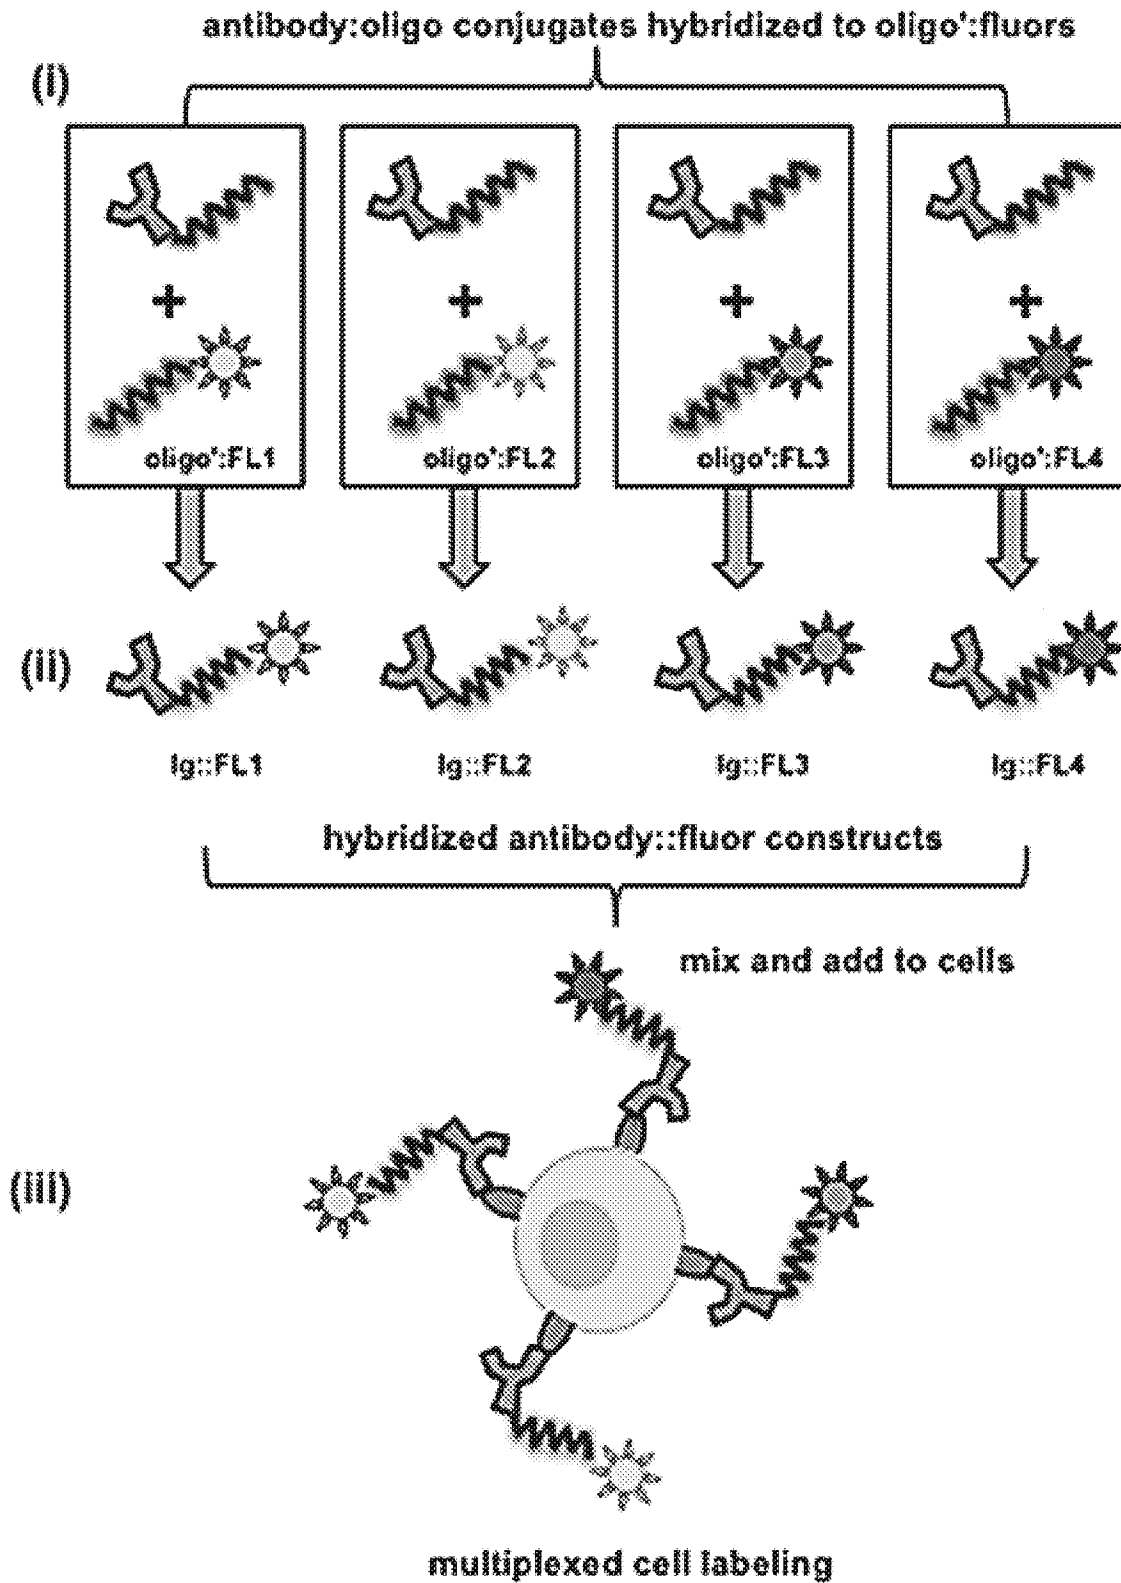 antibody:oligo conjugates hybridized to oligo':fluors
(i)
oligo':FL1
oligo':FL2
oligo':FL3
oligo':FL4
(ii)
Ig::FL1
Ig::FL2
Ig::FL3
Ig::FL4
hybridized antibody::fluor constructs
mix and add to cells
(iii)
multiplexed cell labeling